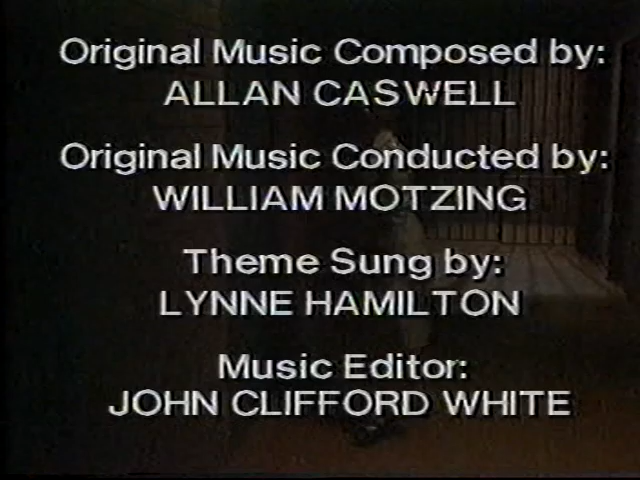 Original Music Composed by:
ALLAN CASWELL
Original Music Conducted by:
WILLIAM MOTZING
Theme Sung by:
LYNNE HAMILTON
Music Editor:
JOHN CLIFFORD WHITE